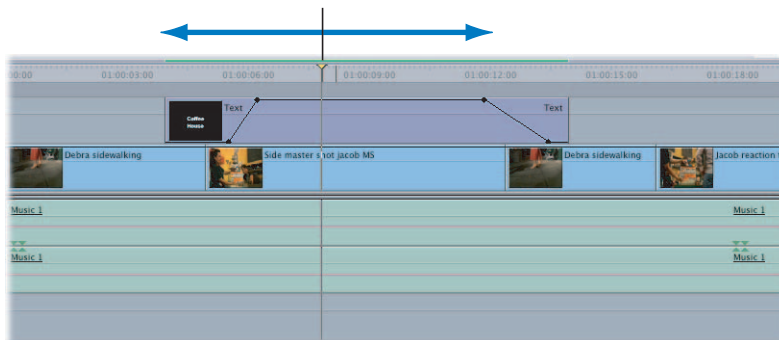 00:00 01:00:03:00 01:00:06:00 01:00:09:00 01:00:12:00 01:00:15:00 01:00:18:00
Text Text
Coffee
House
Debra sidewalking Side master shot jacob MS Debra sidewalking Jacob reaction
Music 1 Music 1
Music 1 Music 1